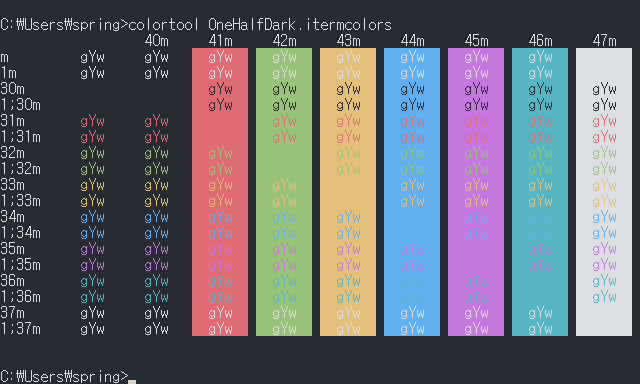 C:₩Users₩spring>colortool OneHalfDark.itermcolors
40m 41m 42m 43m 44m 45m 46m 47m
m gYw gYw gYw gYw gYw gYw gYw gYw
1m gYw gYw gYw gYw gYw gYw gYw gYw
30m gYw gYw gYw gYw gYw gYw gYw
1;30m gYw gYw gYw gYw gYw gYw gYw
31m gYw gYw gYw gYw gYw gYw gYw gYw
1;31m gYw gYw gYw gYw gYw gYw gYw gYw
32m gYw gYw gYw gYw gYw gYw gYw gYw
1;32m gYw gYw gYw gYw gYw gYw gYw gYw
33m gYw gYw gYw gYw gYw gYw gYw gYw
1;33m gYw gYw gYw gYw gYw gYw gYw gYw
34m gYw gYw gYw gYw gYw gYw gYw gYw
1;34m gYw gYw gYw gYw gYw gYw gYw gYw
35m gYw gYw gYw gYw gYw gYw gYw gYw
1;35m gYw gYw gYw gYw gYw gYw gYw gYw
36m gYw gYw gYw gYw gYw gYw gYw gYw
1;36m gYw gYw gYw gYw gYw gYw gYw gYw
37m gYw gYw gYw gYw gYw gYw gYw gYw
1;37m gYw gYw gYw gYw gYw gYw gYw gYw
C:₩Users₩spring>